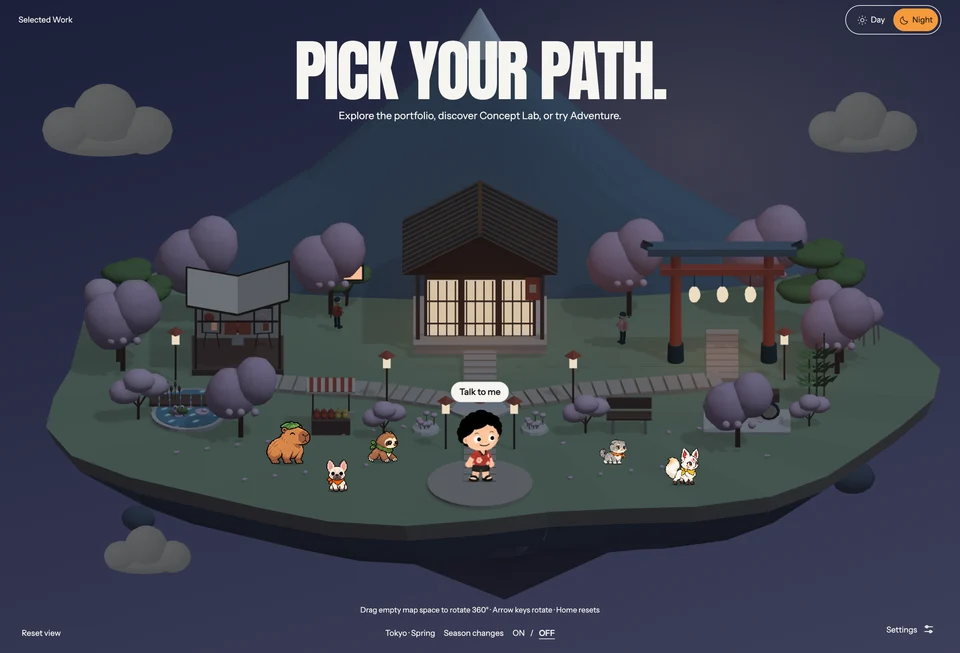 Selected Work
Day
Night
PICK YOUR PATH.
Explore the portfolio, discover Concept Lab, or try Adventure.
Talk to me
Drag empty map space to rotate 360° · Arrow keys rotate · Home resets
Reset view
Tokyo · Spring
Season changes
ON / OFF
Settings